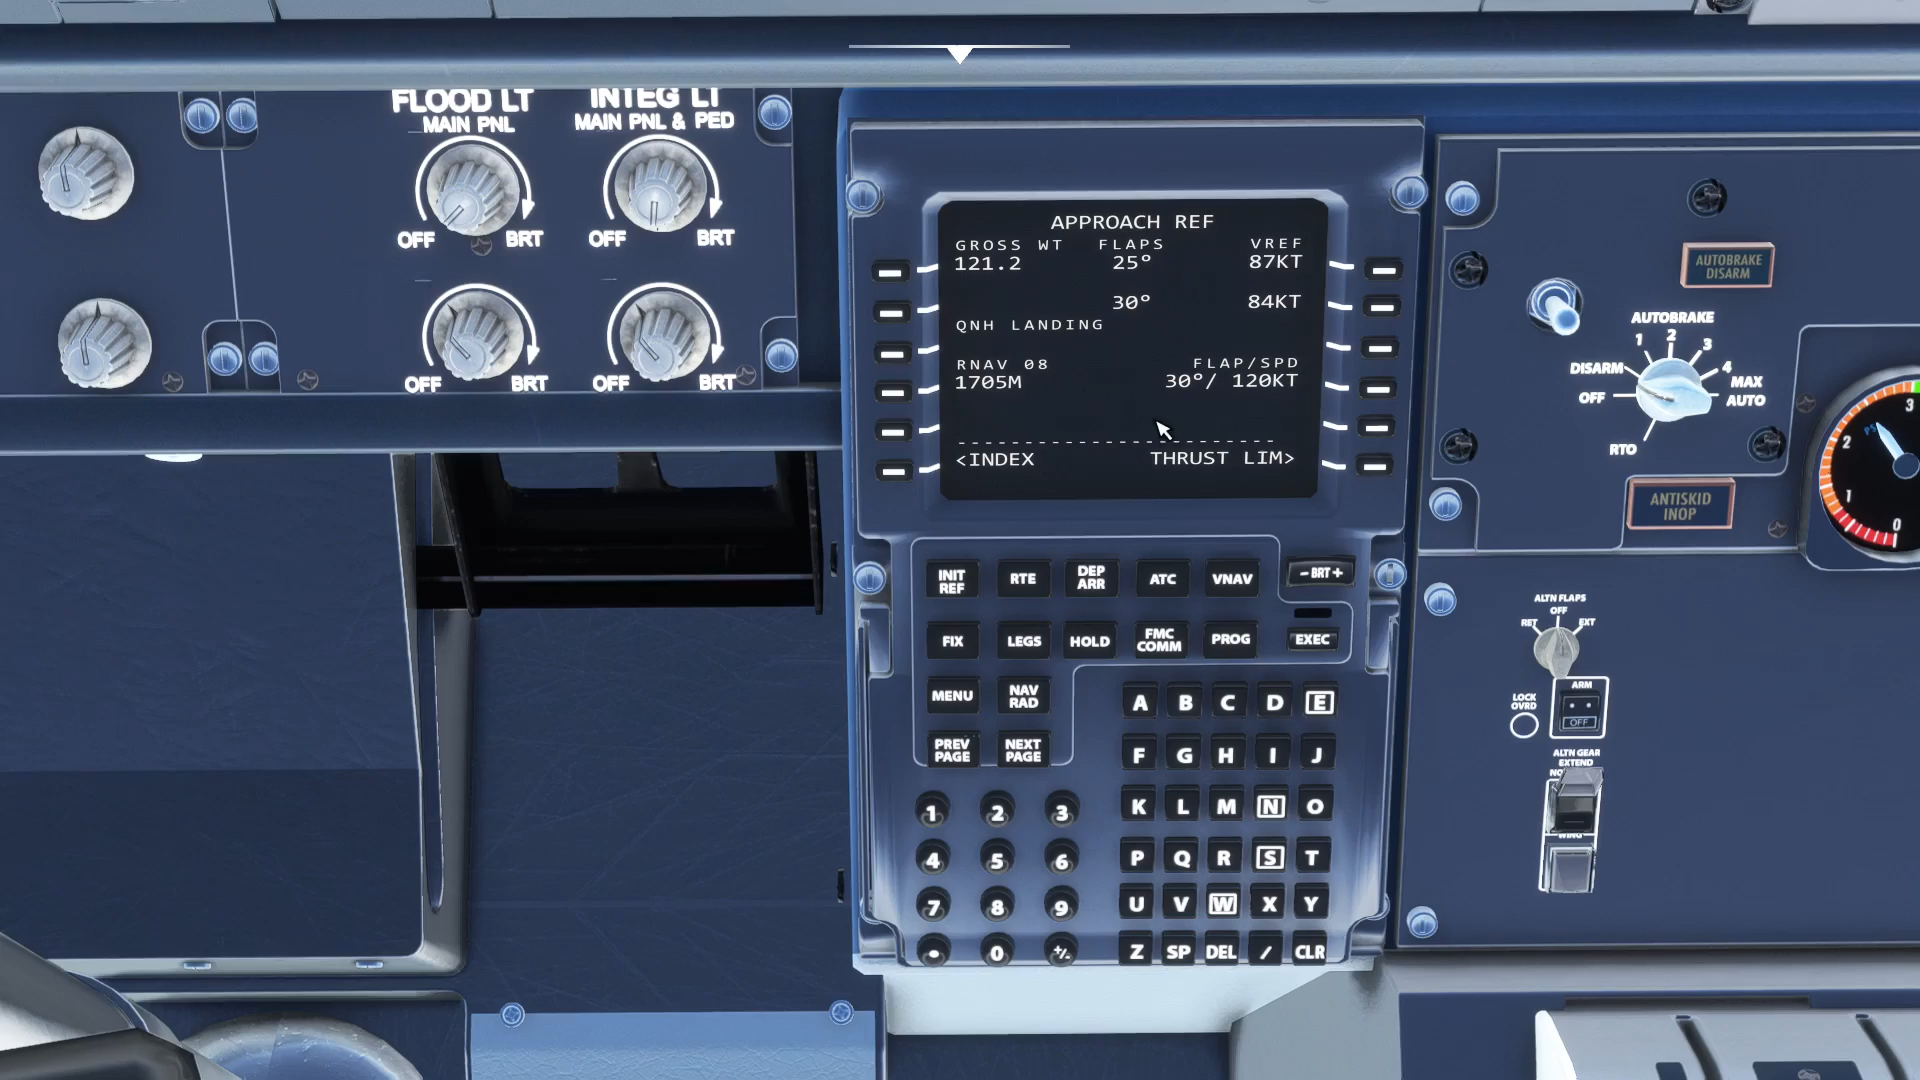 FLOOD LT
MAIN PNL
OFF
BRT
INTEG LT
MAIN PNL & PED
OFF
BRT
OFF
BRT
OFF
BRT
APPROACH REF
GROSS WT FLAPS VREF
121.2 25° 87KT
30° 84KT
QNH LANDING
RNAV 08 FLAP/SPD
1705M 30°/ 120KT
<INDEX THRUST LIM>
INIT REF
RTE
DEP ARR
ATC
VNAV
- BRT +
FIX
LEGS
HOLD
FMC COMM
PROG
EXEC
MENU
NAV RAD
PREV PAGE
NEXT PAGE
A B C D E
F G H I J
K L M N O
P Q R S T
U V W X Y
Z SP DEL / CLR
1 2 3
4 5 6
7 8 9
. 0 +/-
AUTOBRAKE
DISARM
AUTOBRAKE
1 2 3
DISARM 4
MAX
OFF AUTO
RTO
ANTISKID
INOP
3
2
1
0
ALTN FLAPS
OFF
RET EXT
ARM
LOCK
OVRD
OFF
ALTN GEAR
EXTEND